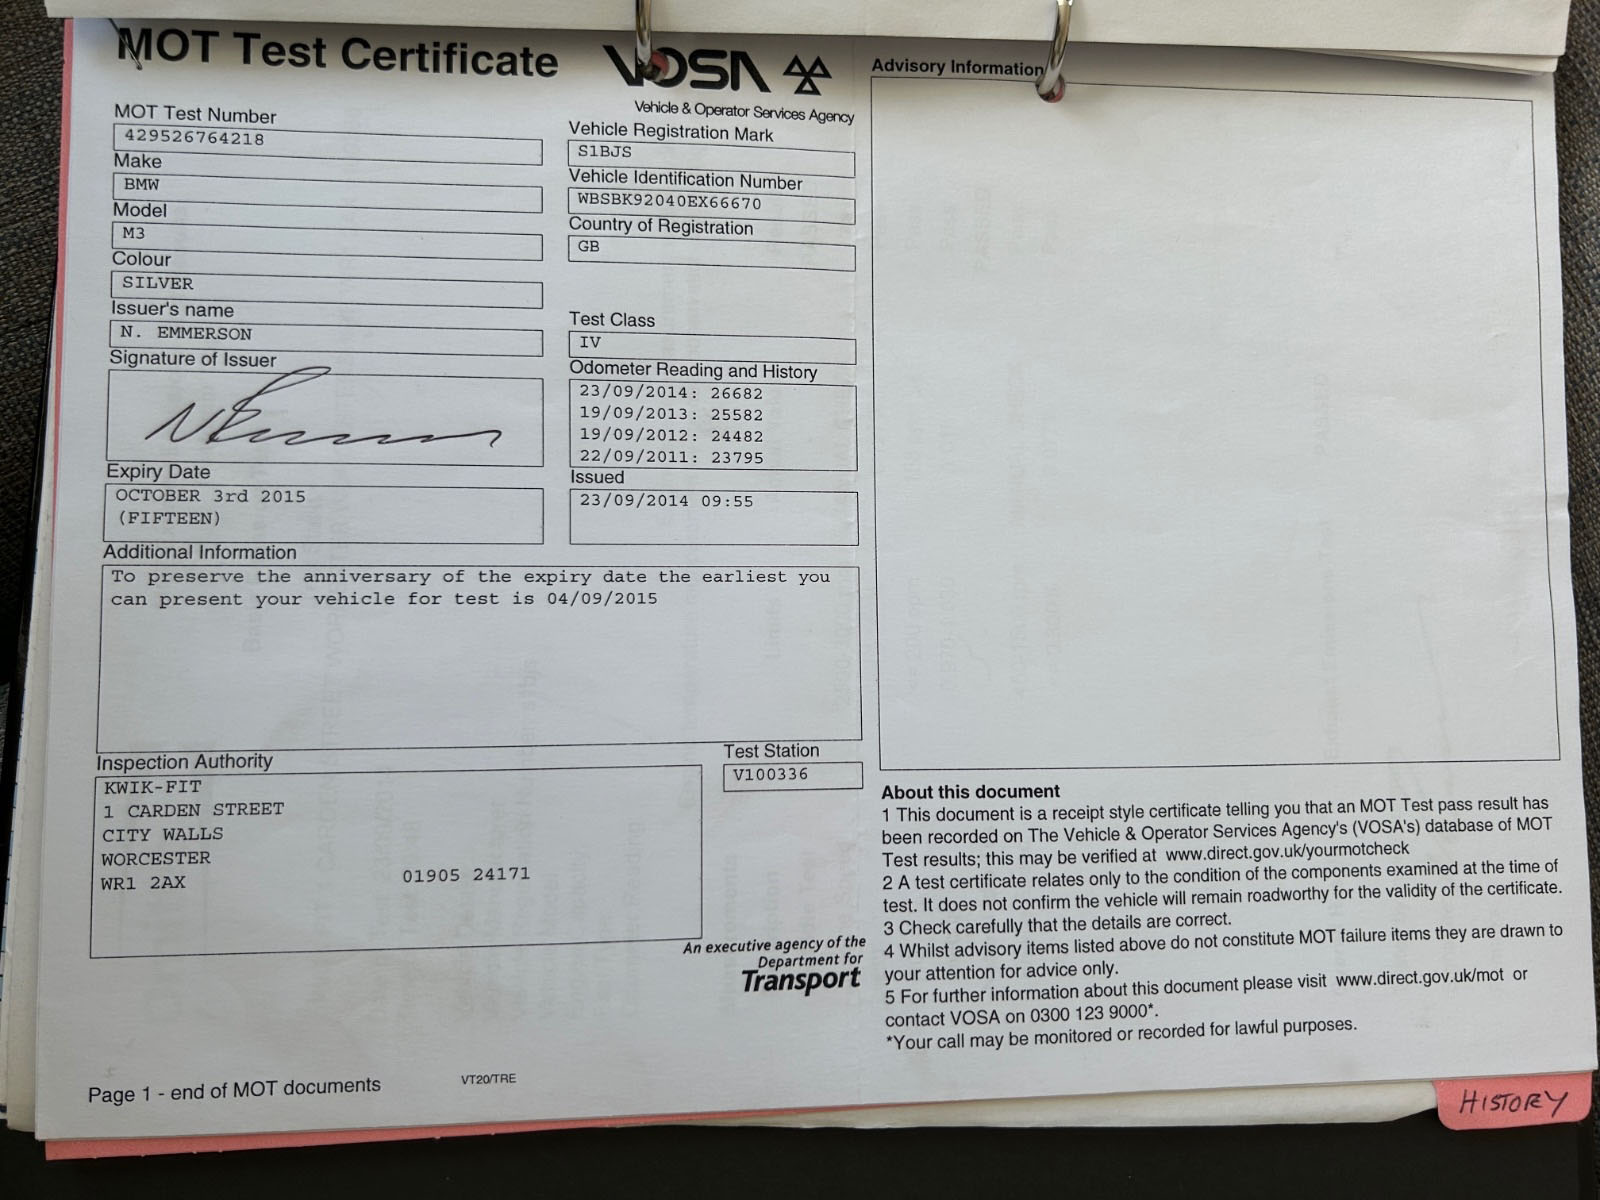 MOT Test Certificate
VOSA
Vehicle & Operator Services Agency
MOT Test Number
429526764218
Make
BMW
Model
M3
Colour
SILVER
Issuer's name
N. EMMERSON
Signature of Issuer
Expiry Date
OCTOBER 3rd 2015
(FIFTEEN)
Vehicle Registration Mark
S1BJS
Vehicle Identification Number
WBSBK92040EX66670
Country of Registration
GB
Test Class
IV
Odometer Reading and History
23/09/2014: 26682
19/09/2013: 25582
19/09/2012: 24482
22/09/2011: 23795
Issued
23/09/2014 09:55
Additional Information
To preserve the anniversary of the expiry date the earliest you
can present your vehicle for test is 04/09/2015
Inspection Authority
KWIK-FIT
1 CARDEN STREET
CITY WALLS
WORCESTER
WR1 2AX 01905 24171
Test Station
V100336
An executive agency of the
Department for
Transport
Page 1 - end of MOT documents
VT20/TRE
Advisory Information
About this document
1 This document is a receipt style certificate telling you that an MOT Test pass result has
been recorded on The Vehicle & Operator Services Agency's (VOSA's) database of MOT
Test results; this may be verified at www.direct.gov.uk/yourmotcheck
2 A test certificate relates only to the condition of the components examined at the time of
test. It does not confirm the vehicle will remain roadworthy for the validity of the certificate.
3 Check carefully that the details are correct.
4 Whilst advisory items listed above do not constitute MOT failure items they are drawn to
your attention for advice only.
5 For further information about this document please visit www.direct.gov.uk/mot or
contact VOSA on 0300 123 9000*.
*Your call may be monitored or recorded for lawful purposes.
HISTORY